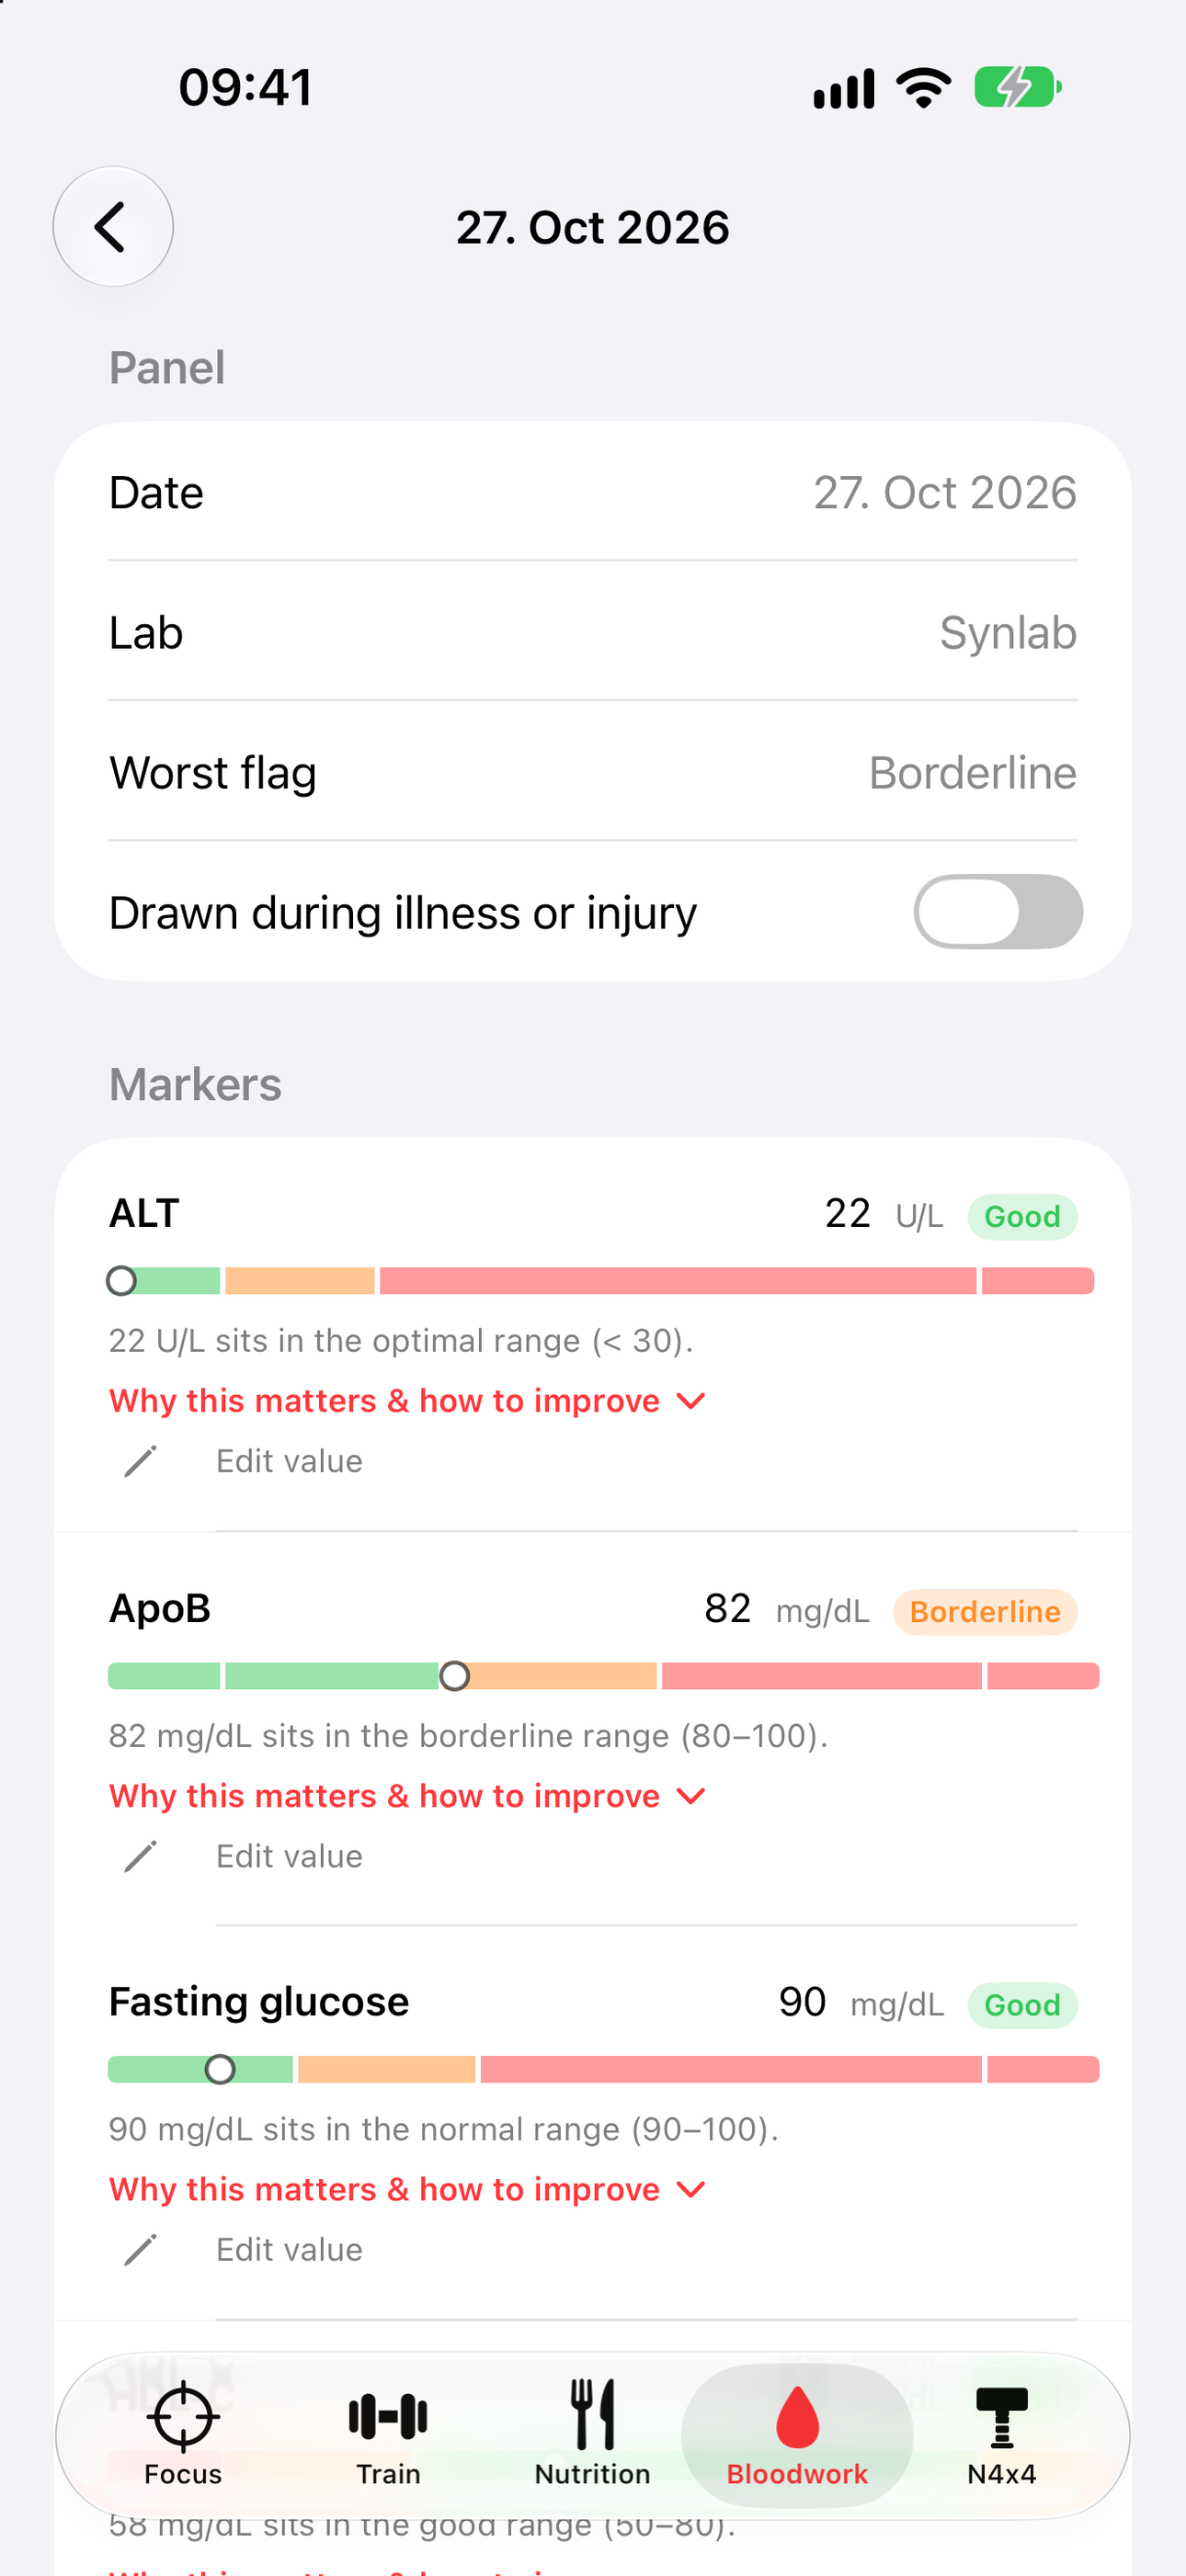 09:41
27. Oct 2026
Panel
Date 27. Oct 2026
Lab Synlab
Worst flag Borderline
Drawn during illness or injury
Markers
ALT 22 U/L Good
22 U/L sits in the optimal range (< 30).
Why this matters & how to improve
Edit value
ApoB 82 mg/dL Borderline
82 mg/dL sits in the borderline range (80–100).
Why this matters & how to improve
Edit value
Fasting glucose 90 mg/dL Good
90 mg/dL sits in the normal range (90–100).
Why this matters & how to improve
Edit value
Focus Train Nutrition Bloodwork N4x4
58 mg/dL sits in the good range (50–80).